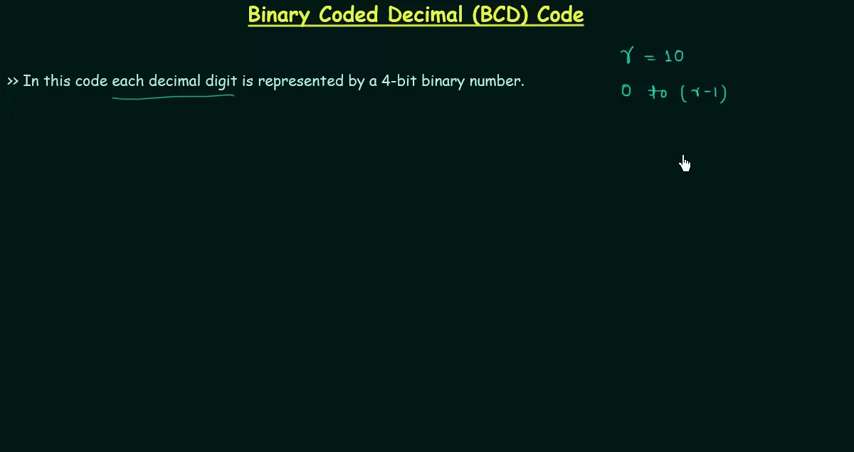 Binary Coded Decimal (BCD) Code
>> In this code each decimal digit is represented by a 4-bit binary number.
r = 10
0 to (r-1)